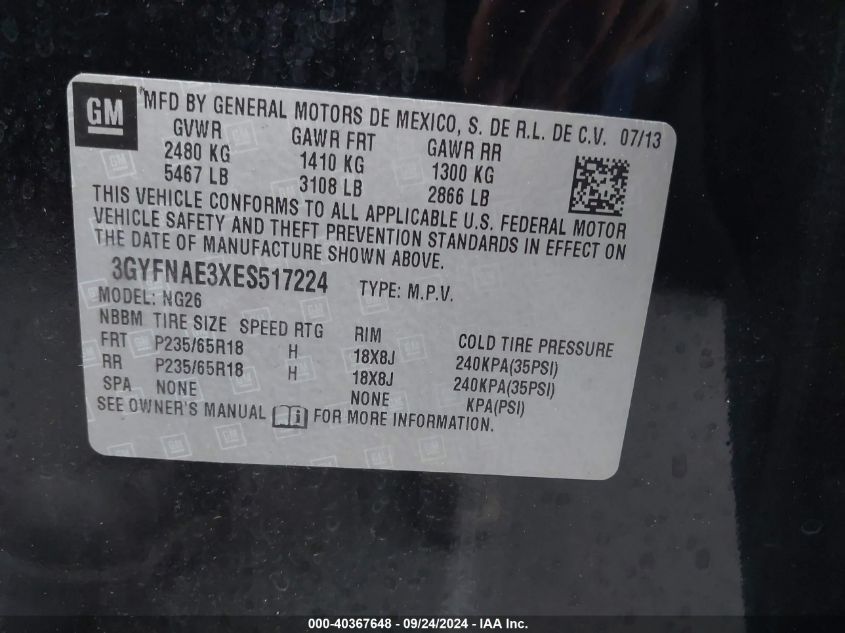 GM
MFD BY GENERAL MOTORS DE MEXICO, S. DE R.L. DE C.V. 07/13
GVWR GAWR FRT GAWR RR
2480 KG 1410 KG 1300 KG
5467 LB 3108 LB 2866 LB
THIS VEHICLE CONFORMS TO ALL APPLICABLE U.S. FEDERAL MOTOR
VEHICLE SAFETY AND THEFT PREVENTION STANDARDS IN EFFECT ON
THE DATE OF MANUFACTURE SHOWN ABOVE.
3GYFNAE3XES517224 TYPE: M.P.V.
MODEL: NG26
NBBM TIRE SIZE SPEED RTG RIM COLD TIRE PRESSURE
FRT P235/65R18 H 18X8J 240KPA(35PSI)
RR P235/65R18 H 18X8J 240KPA(35PSI)
SPA NONE NONE KPA(PSI)
SEE OWNER'S MANUAL i FOR MORE INFORMATION.
000-40367648 - 09/24/2024 - IAA Inc.